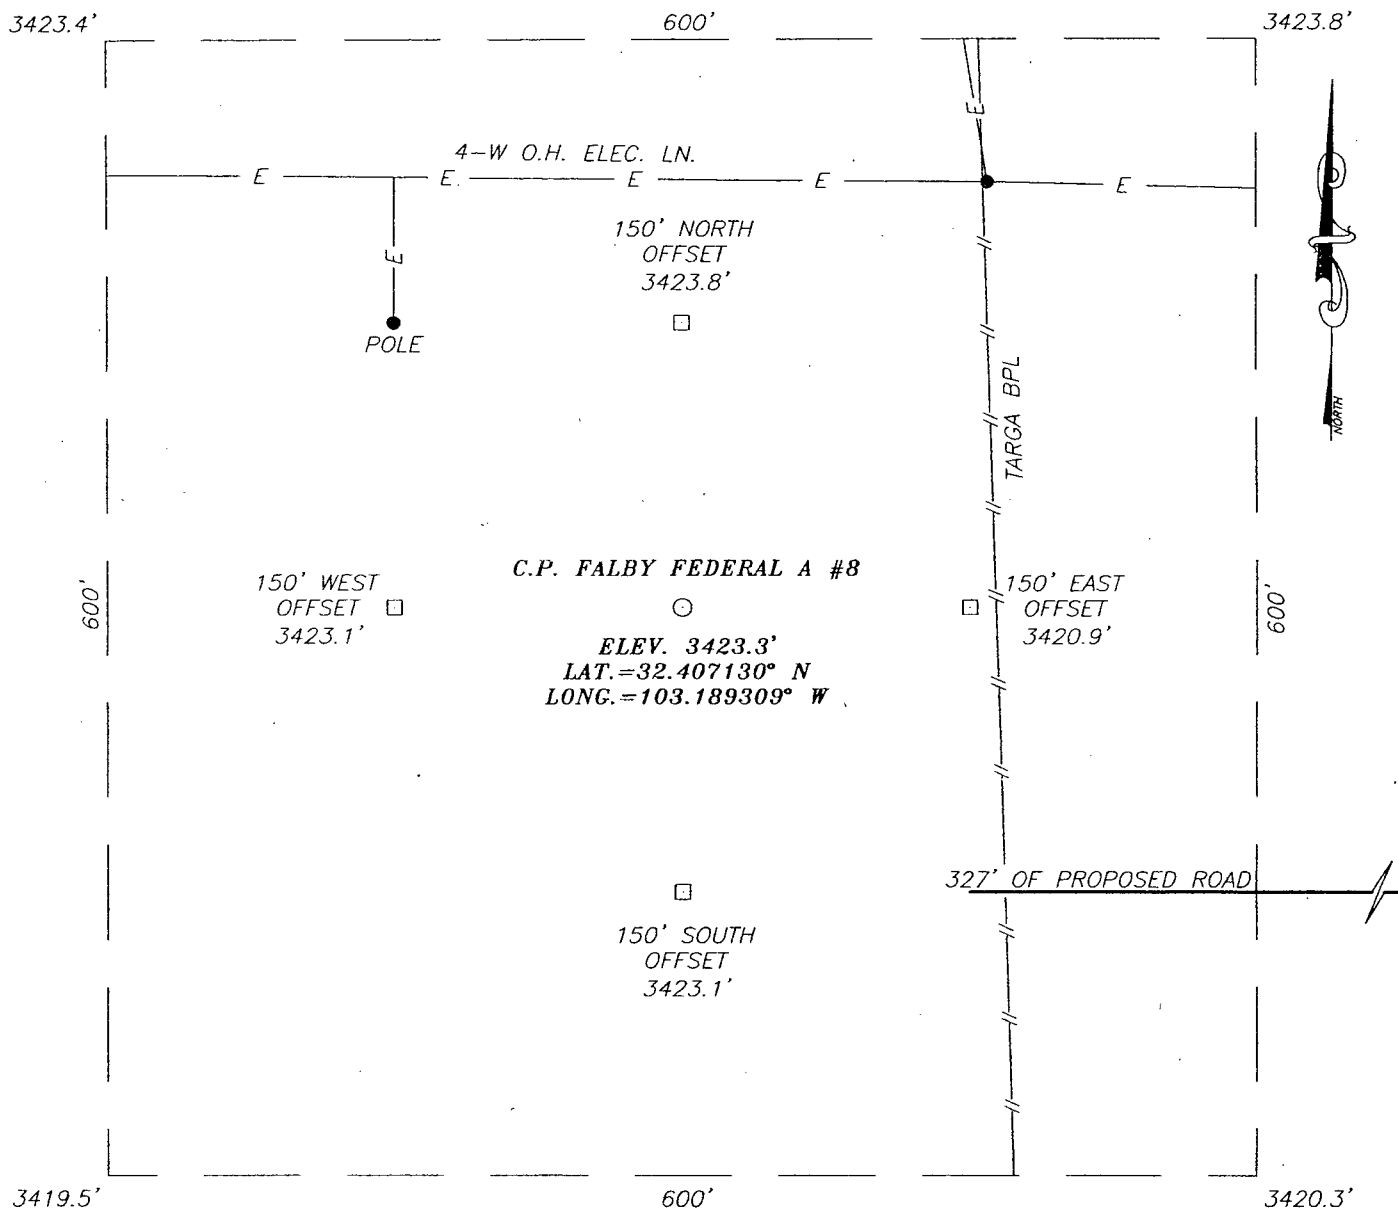 3423.4'
600'
3423.8'
E
4-W O.H. ELEC. LN.
E
E
E
E
E
150' NORTH
OFFSET
3423.8'
E
POLE
TARGA BPL
NORTH
C.P. FALBY FEDERAL A #8
150' WEST
OFFSET
3423.1'
150' EAST
OFFSET
3420.9'
600'
600'
ELEV. 3423.3'
LAT.=32.407130° N
LONG.=103.189309° W
327' OF PROPOSED ROAD
150' SOUTH
OFFSET
3423.1'
3419.5'
600'
3420.3'